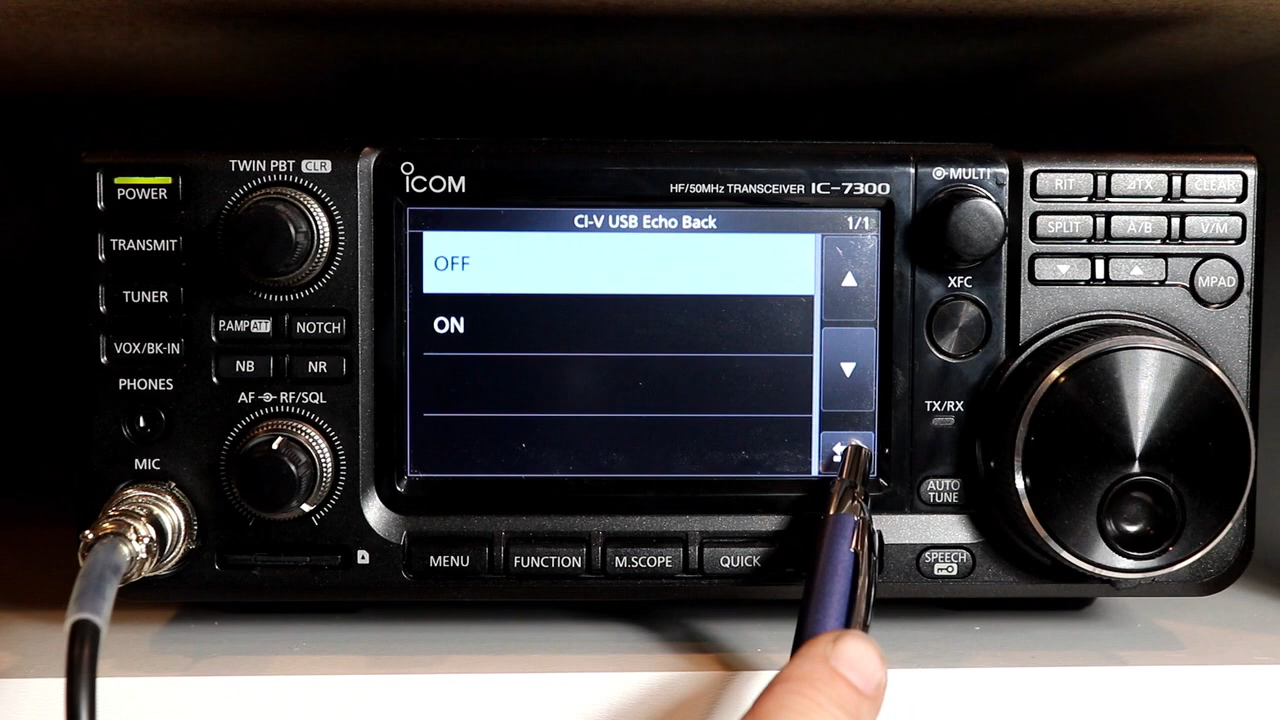 TWIN PBT CLR
ICOM
HF/50MHz TRANSCEIVER IC-7300
MULTI
POWER
TRANSMIT
TUNER
VOX/BK-IN
PHONES
MIC
P.AMP ATT
NOTCH
NB
NR
AF RF/SQL
CI-V USB Echo Back 1/1
OFF
ON
MENU
FUNCTION
M.SCOPE
QUICK
XFC
TX/RX
AUTO
TUNE
SPEECH
RIT
⊿TX
CLEAR
SPLIT
A/B
V/M
MPAD